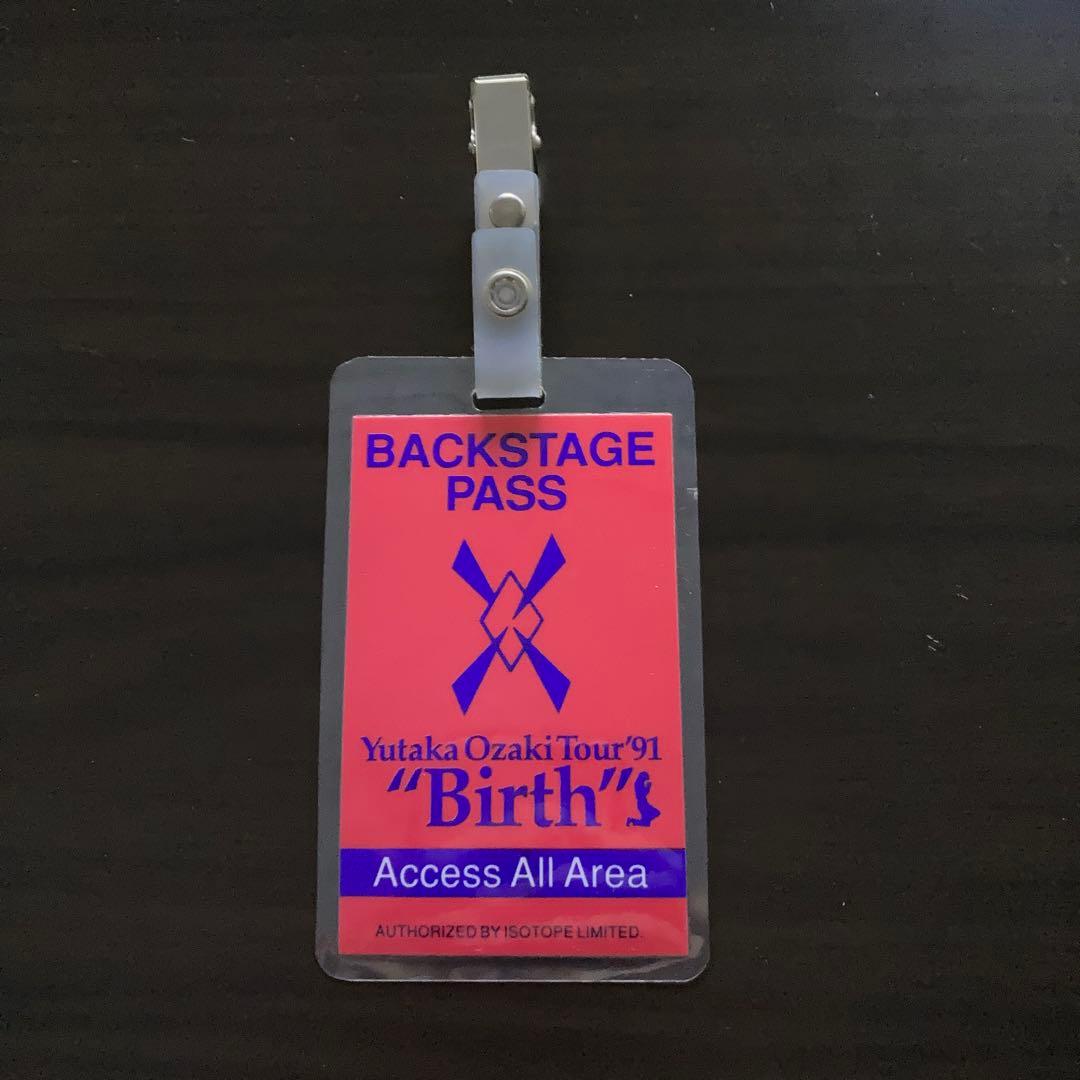 BACKSTAGE
PASS
Yutaka Ozaki Tour'91
“Birth”
Access All Area
AUTHORIZED BY ISOTOPE LIMITED.